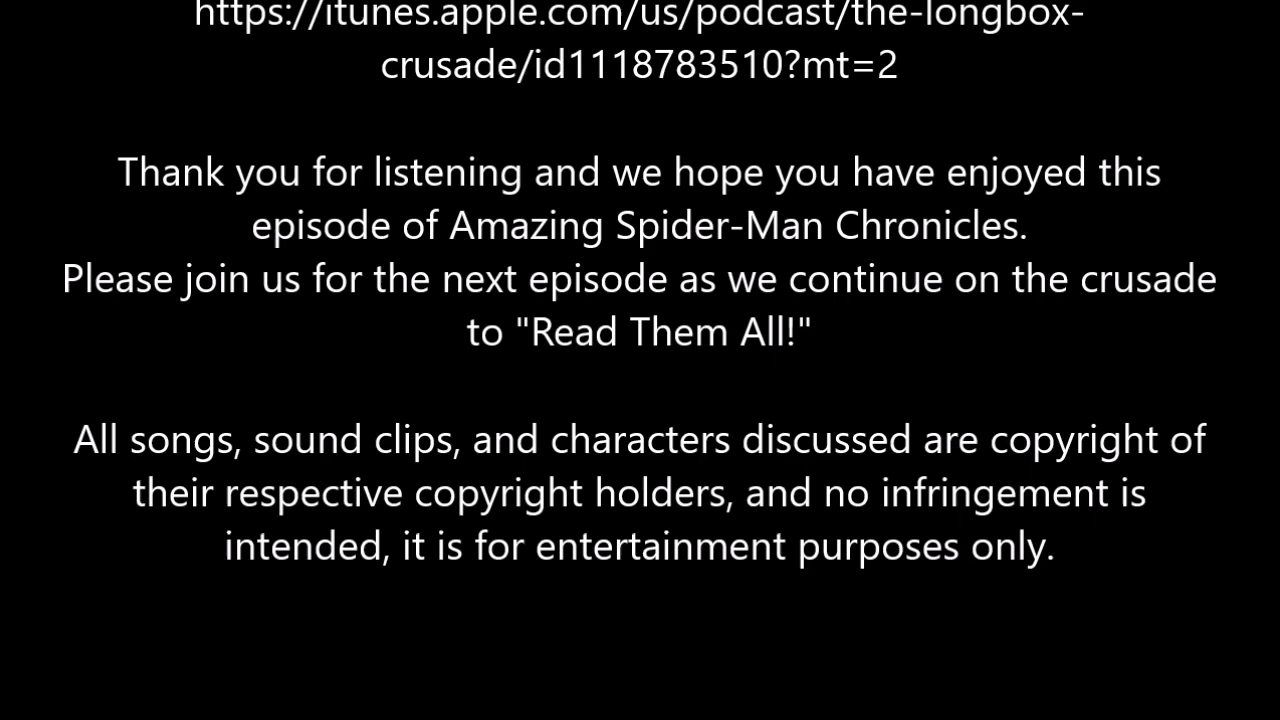 https://itunes.apple.com/us/podcast/the-longbox-
crusade/id1118783510?mt=2
Thank you for listening and we hope you have enjoyed this
episode of Amazing Spider-Man Chronicles.
Please join us for the next episode as we continue on the crusade
to "Read Them All!"
All songs, sound clips, and characters discussed are copyright of
their respective copyright holders, and no infringement is
intended, it is for entertainment purposes only.